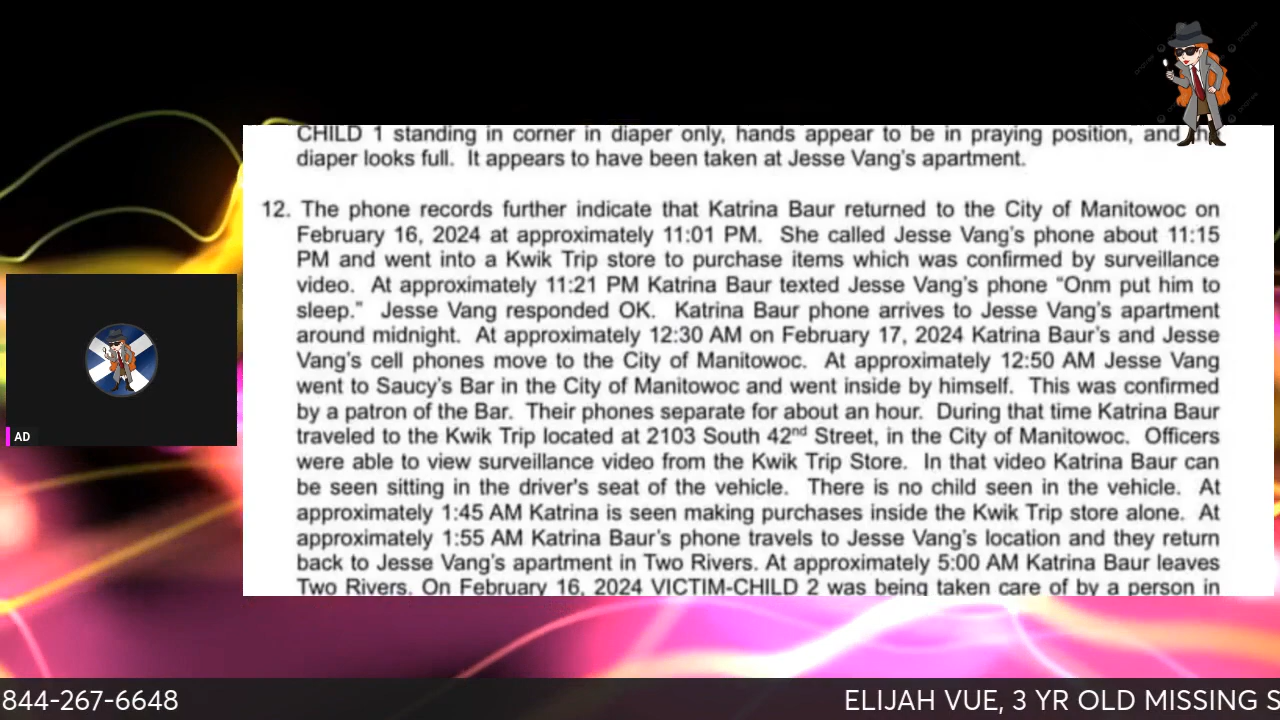 CHILD 1 standing in corner in diaper only, hands appear to be in praying position, and
diaper looks full. It appears to have been taken at Jesse Vang's apartment.
12. The phone records further indicate that Katrina Baur returned to the City of Manitowoc on
February 16, 2024 at approximately 11:01 PM. She called Jesse Vang's phone about 11:15
PM and went into a Kwik Trip store to purchase items which was confirmed by surveillance
video. At approximately 11:21 PM Katrina Baur texted Jesse Vang's phone "Onm put him to
sleep." Jesse Vang responded OK. Katrina Baur phone arrives to Jesse Vang's apartment
around midnight. At approximately 12:30 AM on February 17, 2024 Katrina Baur's and Jesse
Vang's cell phones move to the City of Manitowoc. At approximately 12:50 AM Jesse Vang
went to Saucy's Bar in the City of Manitowoc and went inside by himself. This was confirmed
by a patron of the Bar. Their phones separate for about an hour. During that time Katrina Baur
traveled to the Kwik Trip located at 2103 South 42nd Street, in the City of Manitowoc. Officers
were able to view surveillance video from the Kwik Trip Store. In that video Katrina Baur can
be seen sitting in the driver's seat of the vehicle. There is no child seen in the vehicle. At
approximately 1:45 AM Katrina is seen making purchases inside the Kwik Trip store alone. At
approximately 1:55 AM Katrina Baur's phone travels to Jesse Vang's location and they return
back to Jesse Vang's apartment in Two Rivers. At approximately 5:00 AM Katrina Baur leaves
Two Rivers. On February 16, 2024 VICTIM-CHILD 2 was being taken care of by a person in
AD
844-267-6648
ELIJAH VUE, 3 YR OLD MISSING S